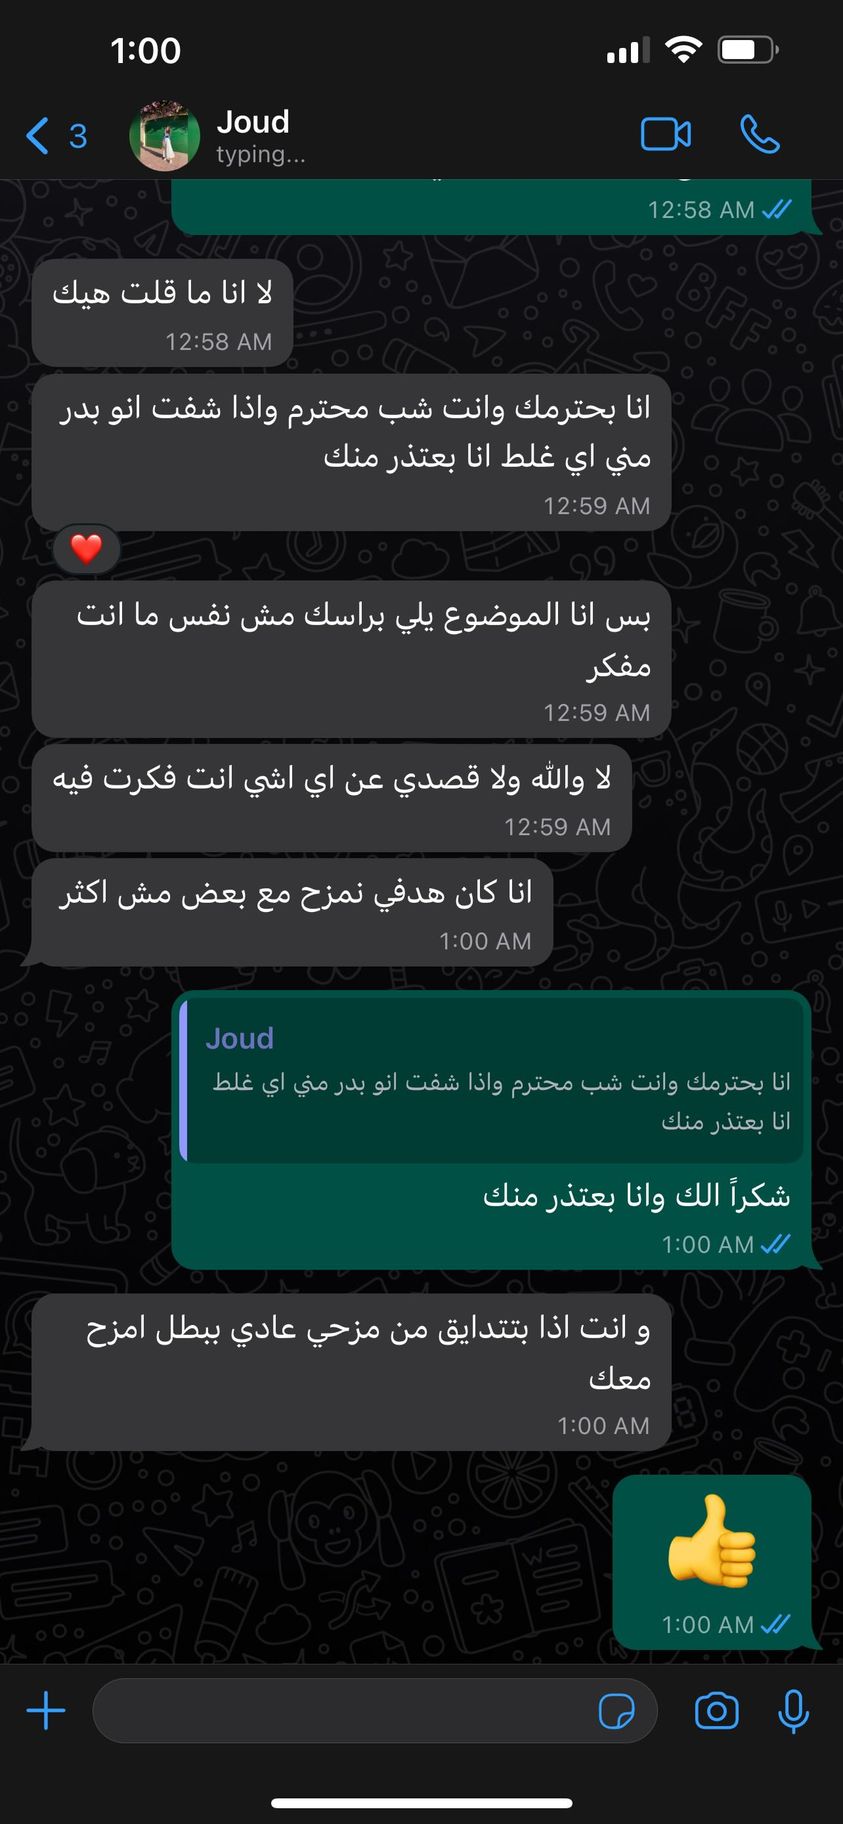 1:00
3
Joud
typing...
12:58 AM
لا انا ما قلت هيك
12:58 AM
انا بحترمك وانت شب محترم واذا شفت انو بدر
مني اي غلط انا بعتذر منك
12:59 AM
بس انا الموضوع يلي براسك مش نفس ما انت
مفكر
12:59 AM
لا والله ولا قصدي عن اي اشي انت فكرت فيه
12:59 AM
انا كان هدفي نمزح مع بعض مش اكثر
1:00 AM
Joud
انا بحترمك وانت شب محترم واذا شفت انو بدر مني اي غلط
انا بعتذر منك
شكراً الك وانا بعتذر منك
1:00 AM
و انت اذا بتتدايق من مزحي عادي ببطل امزح
معك
1:00 AM
👍
1:00 AM